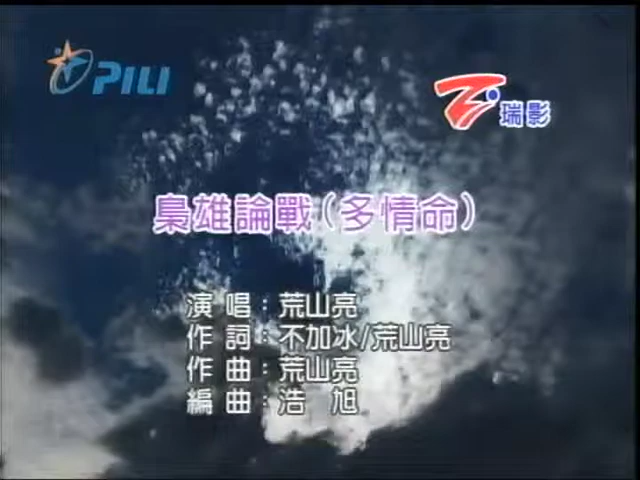 PILI
瑞影
梟雄論戰(多情命)
演 唱：荒山亮
作 詞：不加冰/荒山亮
作 曲：荒山亮
編 曲：浩 旭